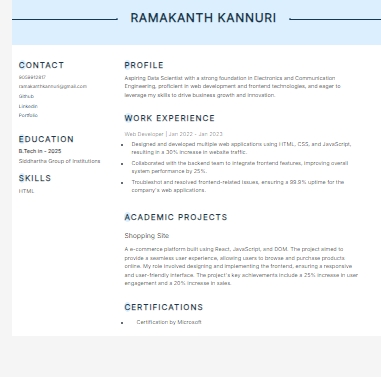 RAMAKANTH KANNURI
CONTACT
ramakanthkannuri@gmail.com
Github
Linkedin
Portfolio
EDUCATION
B.Tech in - 2025
Siddhartha Group of Institutions
SKILLS
HTML
PROFILE
Aspiring Data Scientist with a strong foundation in Electronics and Communication
Engineering, proficient in web development and frontend technologies, and eager to
leverage my skills to drive business growth and innovation.
WORK EXPERIENCE
Web Developer | Jan 2022 - Jan 2023
Designed and developed multiple web applications using HTML, CSS, and JavaScript,
resulting in a 30% increase in website traffic.
Collaborated with the backend team to integrate frontend features, improving overall
system performance by 25%.
Troubleshot and resolved frontend-related issues, ensuring a 99.9% uptime for the
company's web applications.
ACADEMIC PROJECTS
Shopping Site
A e-commerce platform built using React, JavaScript, and DOM. The project aimed to
provide a seamless user experience, allowing users to browse and purchase products
online. My role involved designing and implementing the frontend, ensuring a responsive
and user-friendly interface. The project's key achievements include a 25% increase in user
engagement and a 20% increase in sales.
CERTIFICATIONS
Certification by Microsoft